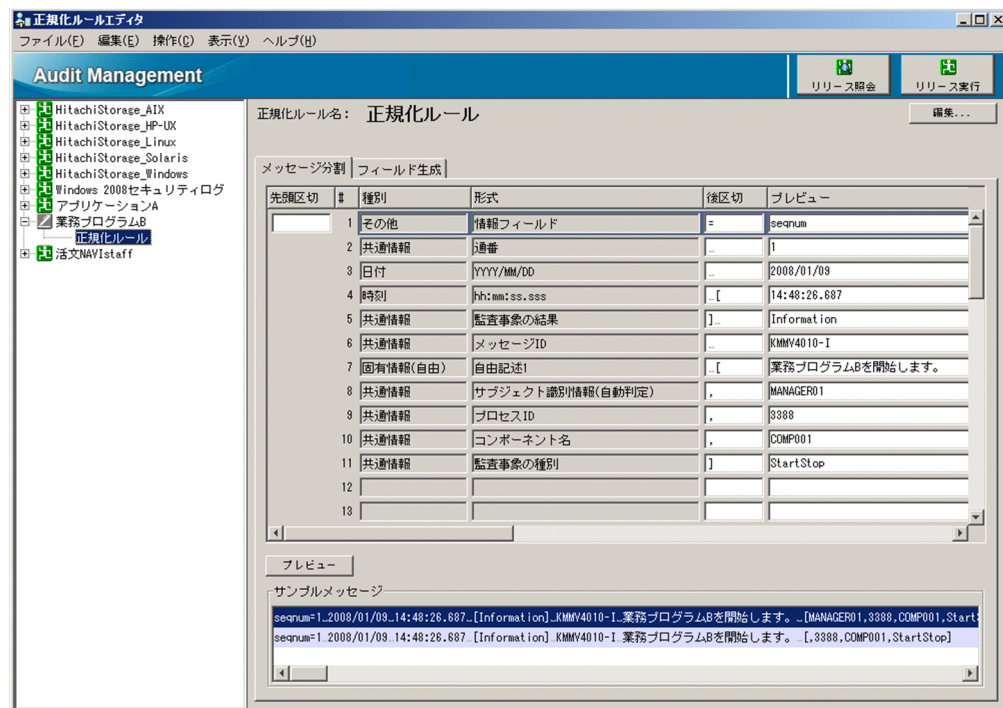 正規化ルールエディタ
ファイル(F) 編集(E) 操作(C) 表示(V) ヘルプ(H)
Audit Management
リリース照会 リリース実行
HitachiStorage_AIX
HitachiStorage_HP-UX
HitachiStorage_Linux
HitachiStorage_Solaris
HitachiStorage_Windows
Windows 2008セキュリティログ
アプリケーションA
業務プログラムB
正規化ルール
活文NAVIstaff
正規化ルール名: 正規化ルール
編集...
メッセージ分割 フィールド生成
先頭区切 # 種別 形式 後区切 プレビュー
1 その他 情報フィールド = seqnum
2 共通情報 通番 _ 1
3 日付 YYYY/MM/DD _ 2008/01/09
4 時刻 hh:mm:ss.sss _[ 14:48:26.687
5 共通情報 監査事象の結果 ]_ Information
6 共通情報 メッセージID _ KMMV4010-I
7 固有情報(自由) 自由記述1 _[ 業務プログラムBを開始します。
8 共通情報 サブジェクト識別情報(自動判定) , MANAGER01
9 共通情報 プロセスID , 3388
10 共通情報 コンポーネント名 , COMP001
11 共通情報 監査事象の種別 ] StartStop
12
13
プレビュー
サンプルメッセージ
seqnum=1_2008/01/09_14:48:26.687_[Information]_KMMV4010-I_業務プログラムBを開始します。_[MANAGER01,3388,COMP001,Start
seqnum=1_2008/01/09_14:48:26.687_[Information]_KMMV4010-I_業務プログラムBを開始します。_[,3388,COMP001,StartStop]